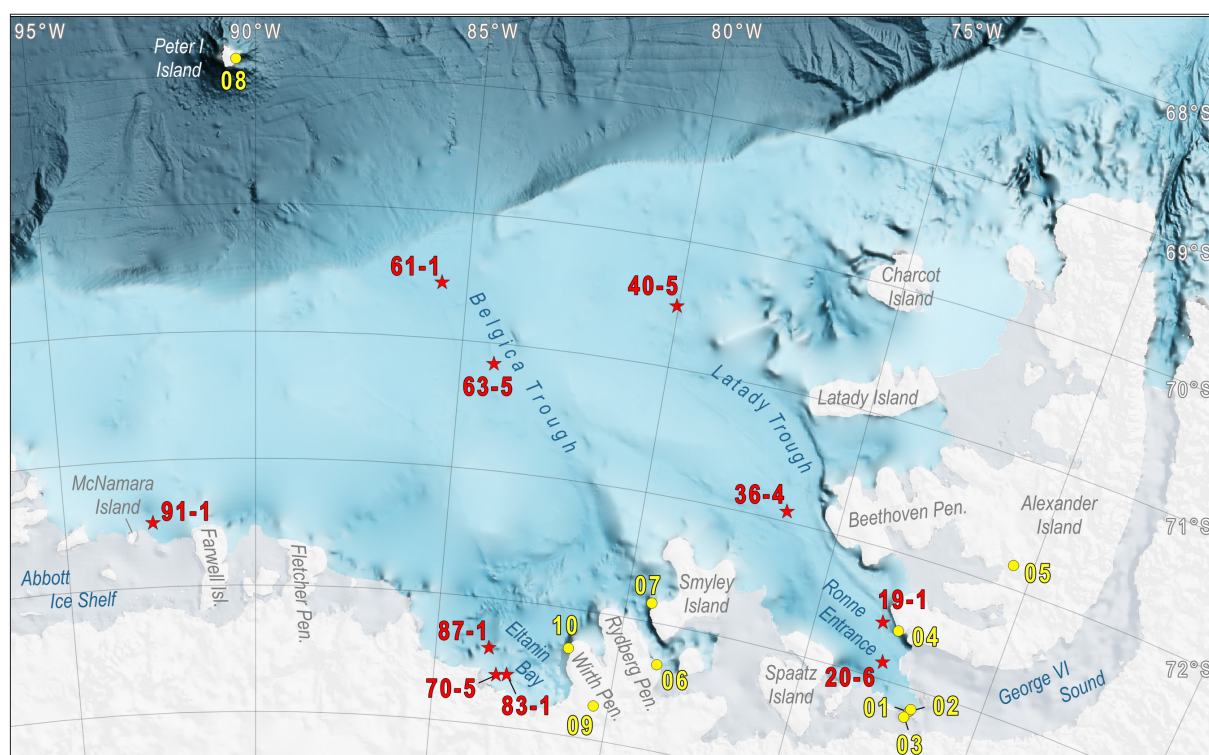 95°W
90°W
85°W
80°W
75°W
Peter I
Island
08
68°S
69°S
61-1
40-5
Charcot
Island
Belgica Trough
63-5
Latady Trough
Latady Island
70°S
McNamara
Island
91-1
36-4
Beethoven Pen.
Alexander
Island
71°S
Farwell Isl.
Fletcher Pen.
Abbott
Ice Shelf
07
Smyley
Island
05
Ronne
Entrance
19-1
04
87-1
Eltanin
Bay
10
Wirth Pen.
Rydberg Pen.
06
72°S
70-5
83-1
09
Spaatz
Island
20-6
George VI
Sound
01
02
03